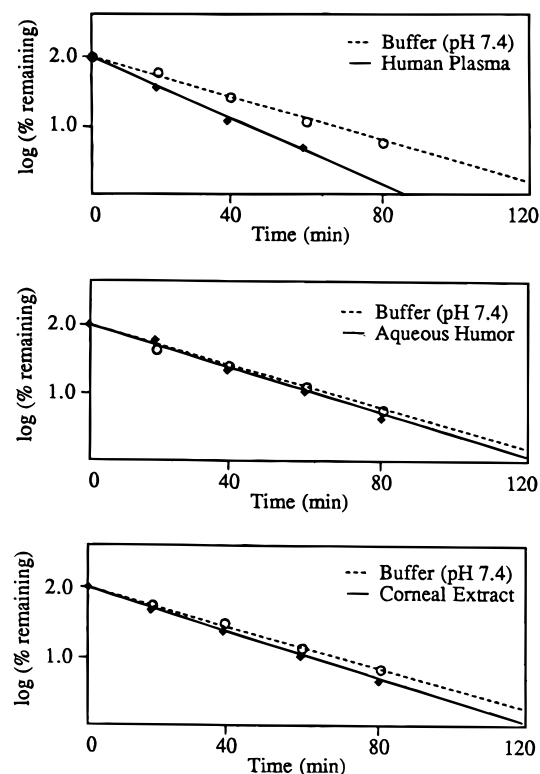 log (% remaining)
2.0
1.0
Buffer (pH 7.4)
Human Plasma
0 40 80 120
Time (min)
log (% remaining)
2.0
1.0
Buffer (pH 7.4)
Aqueous Humor
0 40 80 120
Time (min)
log (% remaining)
2.0
1.0
Buffer (pH 7.4)
Corneal Extract
0 40 80 120
Time (min)